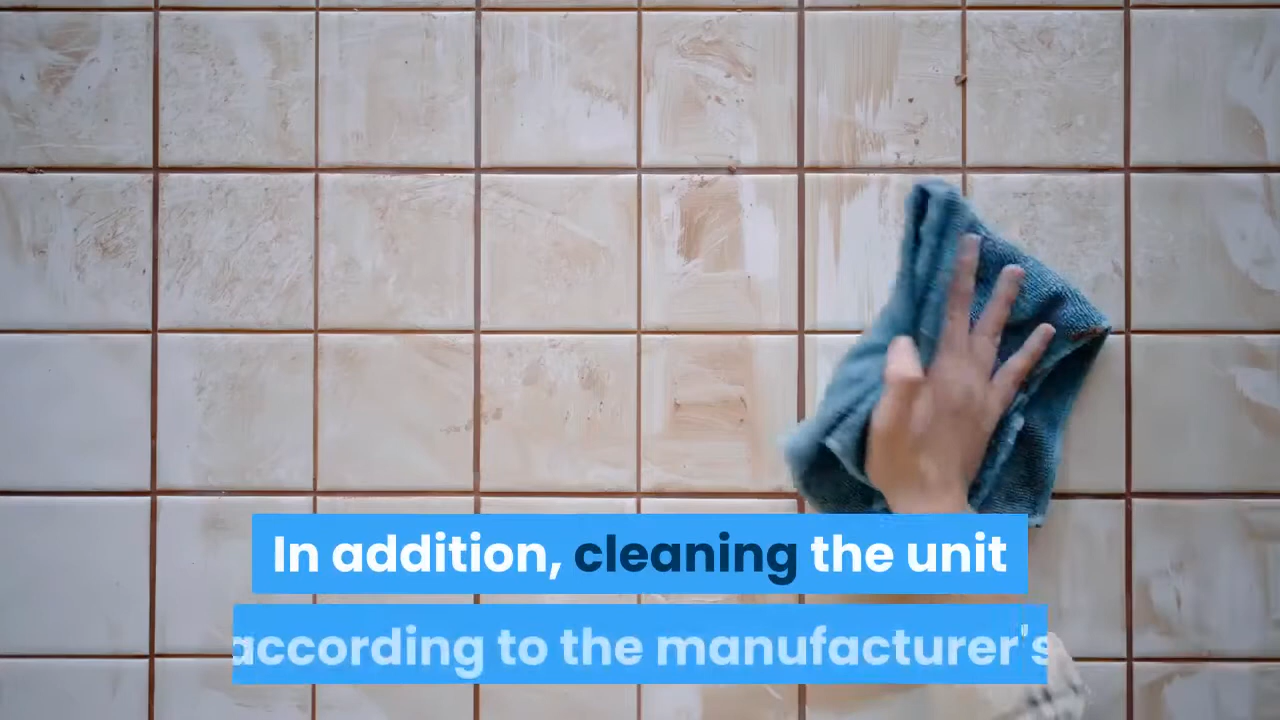 In addition, cleaning the unit
according to the manufacturer's